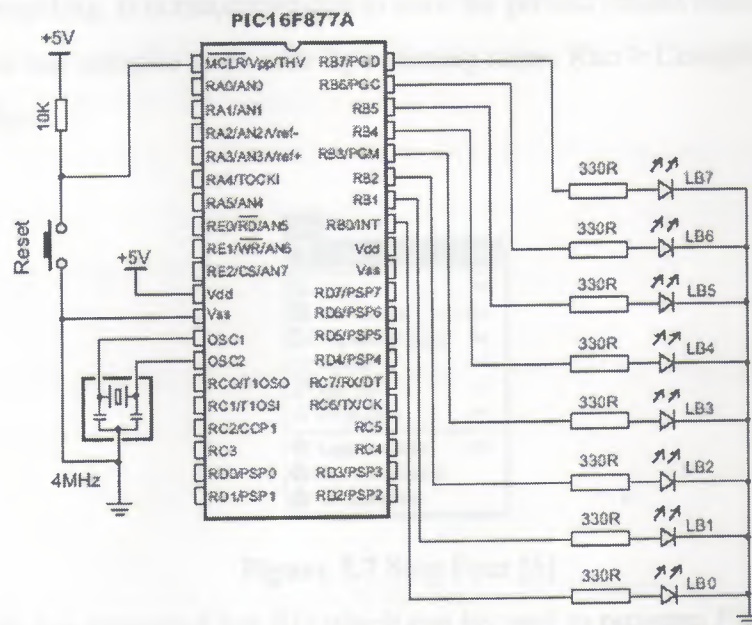 PIC16F877A
+5V
10K
Reset
+5V
4MHz
MCLR/Vpp/THV
RA0/AN0
RA1/AN1
RA2/AN2/Vref-
RA3/AN3/Vref+
RA4/TOCKI
RA5/AN4
RE0/RD/AN5
RE1/WR/AN6
RE2/CS/AN7
Vdd
Vss
OSC1
OSC2
RC0/T1OSO
RC1/T1OSI
RC2/CCP1
RC3
RD0/PSP0
RD1/PSP1
RB7/PGD
RB6/PGC
RB5
RB4
RB3/PGM
RB2
RB1
RB0/INT
Vdd
Vss
RD7/PSP7
RD6/PSP6
RD5/PSP5
RD4/PSP4
RC7/RX/DT
RC6/TX/CK
RC5
RC4
RD3/PSP3
RD2/PSP2
330R LB7
330R LB6
330R LB5
330R LB4
330R LB3
330R LB2
330R LB1
330R LB0